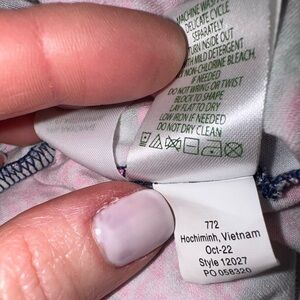 MACHINE WASH
DELICATE CYCLE
SEPARATELY
TURN INSIDE OUT
WITH MILD DETERGENT
NON-CHLORINE BLEACH,
IF NEEDED
DO NOT WRING OR TWIST
BLOCK TO SHAPE
LAY FLAT TO DRY
LOW IRON IF NEEDED
DO NOT DRY CLEAN
772
Hochiminh, Vietnam
Oct-22
Style 12027
PO 058320